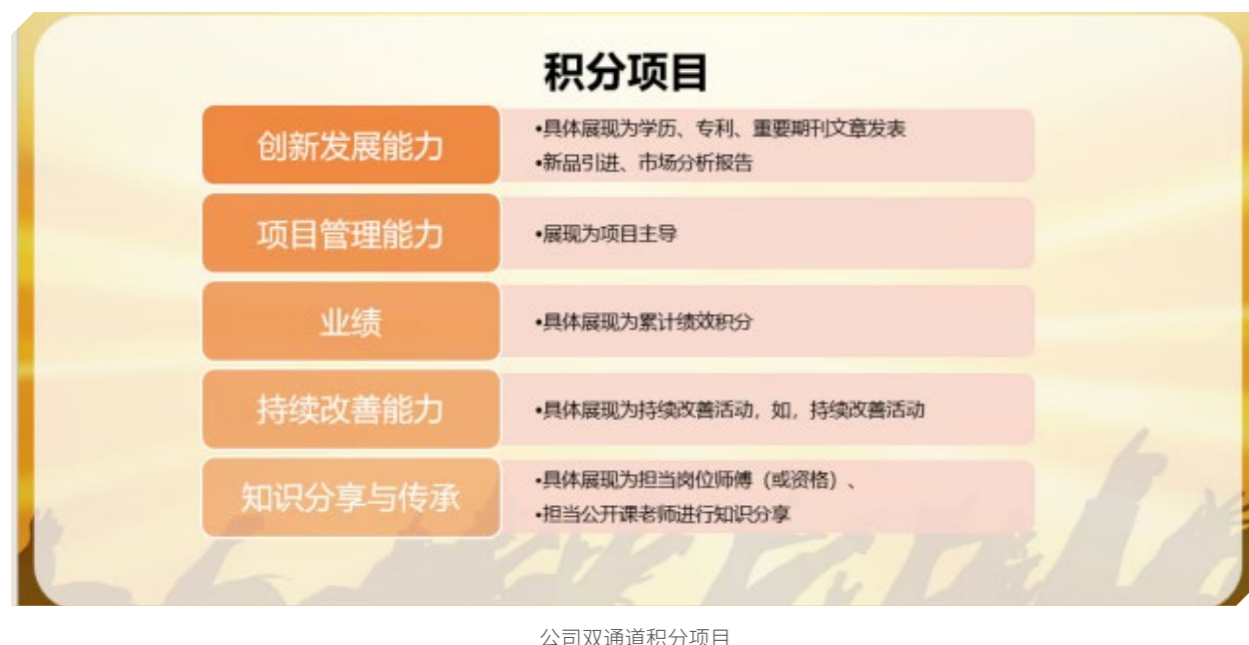 积分项目
创新发展能力
•具体展现为学历、专利、重要期刊文章发表
•新品引进、市场分析报告
项目管理能力
•展现为项目主导
业绩
•具体展现为累计绩效积分
持续改善能力
•具体展现为持续改善活动，如，持续改善活动
知识分享与传承
•具体展现为担当岗位师傅（或资格）、
•担当公开课老师进行知识分享
公司双通道积分项目